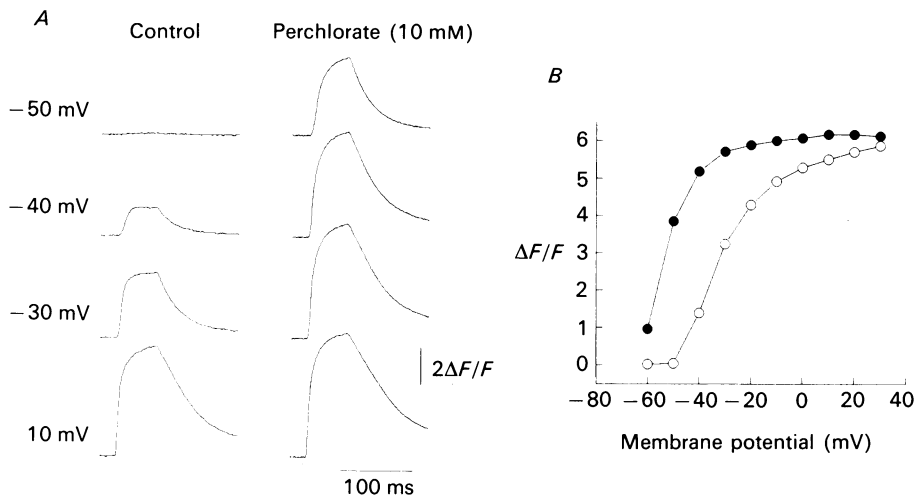 A
Control
Perchlorate (10 mM)
−50 mV
−40 mV
−30 mV
10 mV
2ΔF/F
100 ms
B
6
5
4
ΔF/F
3
2
1
0
−80 −60 −40 −20 0 20 40
Membrane potential (mV)